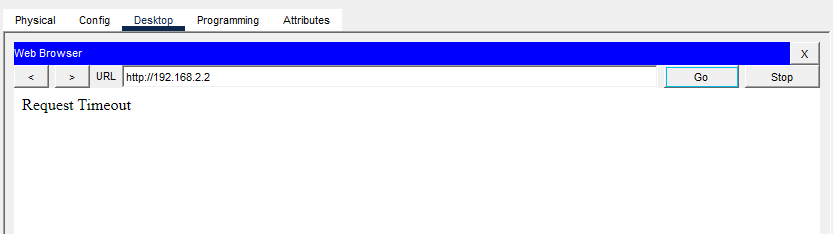 Physical Config Desktop Programming Attributes
Web Browser X
< > URL http://192.168.2.2 Go Stop
Request Timeout